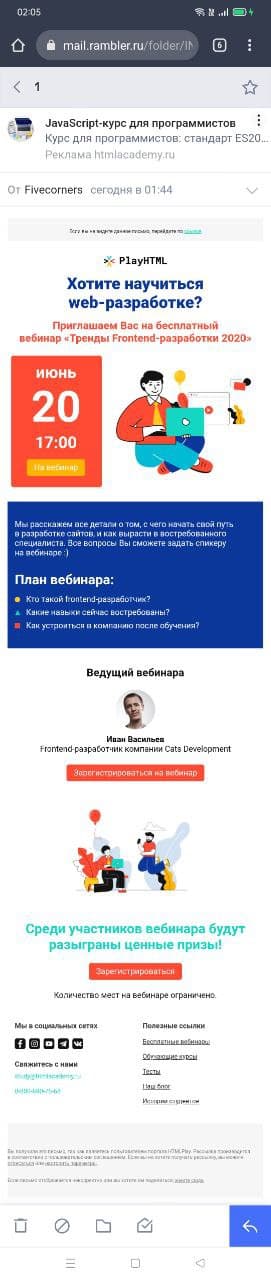 02:05
mail.rambler.ru/folder/IN
6
1
JavaScript-курс для программистов
Курс для программистов: стандарт ES20...
Реклама htmlacademy.ru
От Fivecorners сегодня в 01:44
Если вы не видите данное письмо, перейдите по ссылке
PlayHTML
Хотите научиться
web-разработке?
Приглашаем Вас на бесплатный
вебинар «Тренды Frontend-разработки 2020»
ИЮНЬ
20
17:00
На вебинар
Мы расскажем все детали о том, с чего начать свой путь
в разработке сайтов, и как вырасти в востребованного
специалиста. Все вопросы Вы сможете задать спикеру
на вебинаре :)
План вебинара:
Кто такой frontend-разработчик?
Какие навыки сейчас востребованы?
Как устроиться в компанию после обучения?
Ведущий вебинара
Иван Васильев
Frontend-разработчик компании Cats Development
Зарегистрироваться на вебинар
Среди участников вебинара будут
разыграны ценные призы!
Зарегистрироваться
Количество мест на вебинаре ограничено.
Мы в социальных сетях
Полезные ссылки
Бесплатные вебинары
Обучающие курсы
Свяжитесь с нами
Тесты
Наш блог
Истории студентов